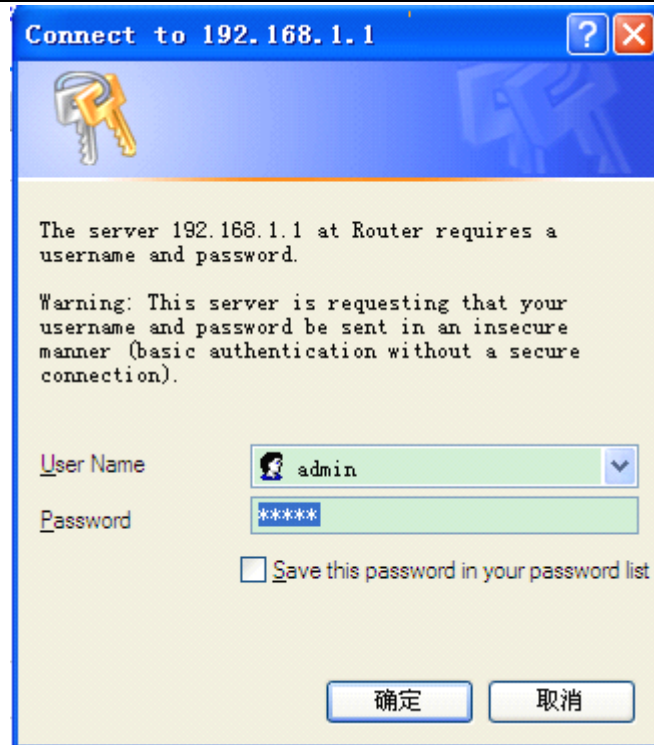 Connect to 192.168.1.1
The server 192.168.1.1 at Router requires a
username and password.
Warning: This server is requesting that your
username and password be sent in an insecure
manner (basic authentication without a secure
connection).
User Name
admin
Password
*****
Save this password in your password list
确定 取消